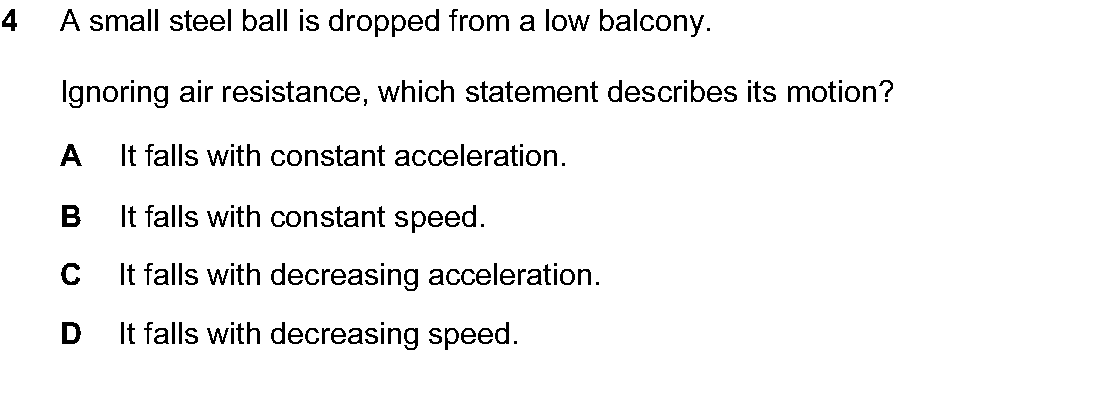 4 A small steel ball is dropped from a low balcony.
Ignoring air resistance, which statement describes its motion?
A It falls with constant acceleration.
B It falls with constant speed.
C It falls with decreasing acceleration.
D It falls with decreasing speed.